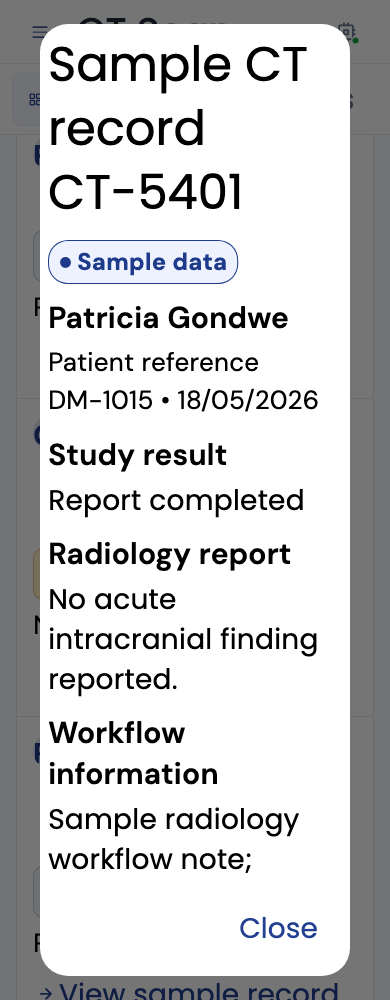 Sample CT
record
CT-5401
Sample data
Patricia Gondwe
Patient reference
DM-1015 • 18/05/2026
Study result
Report completed
Radiology report
No acute
intracranial finding
reported.
Workflow
information
Sample radiology
workflow note;
Close
→ View sample record